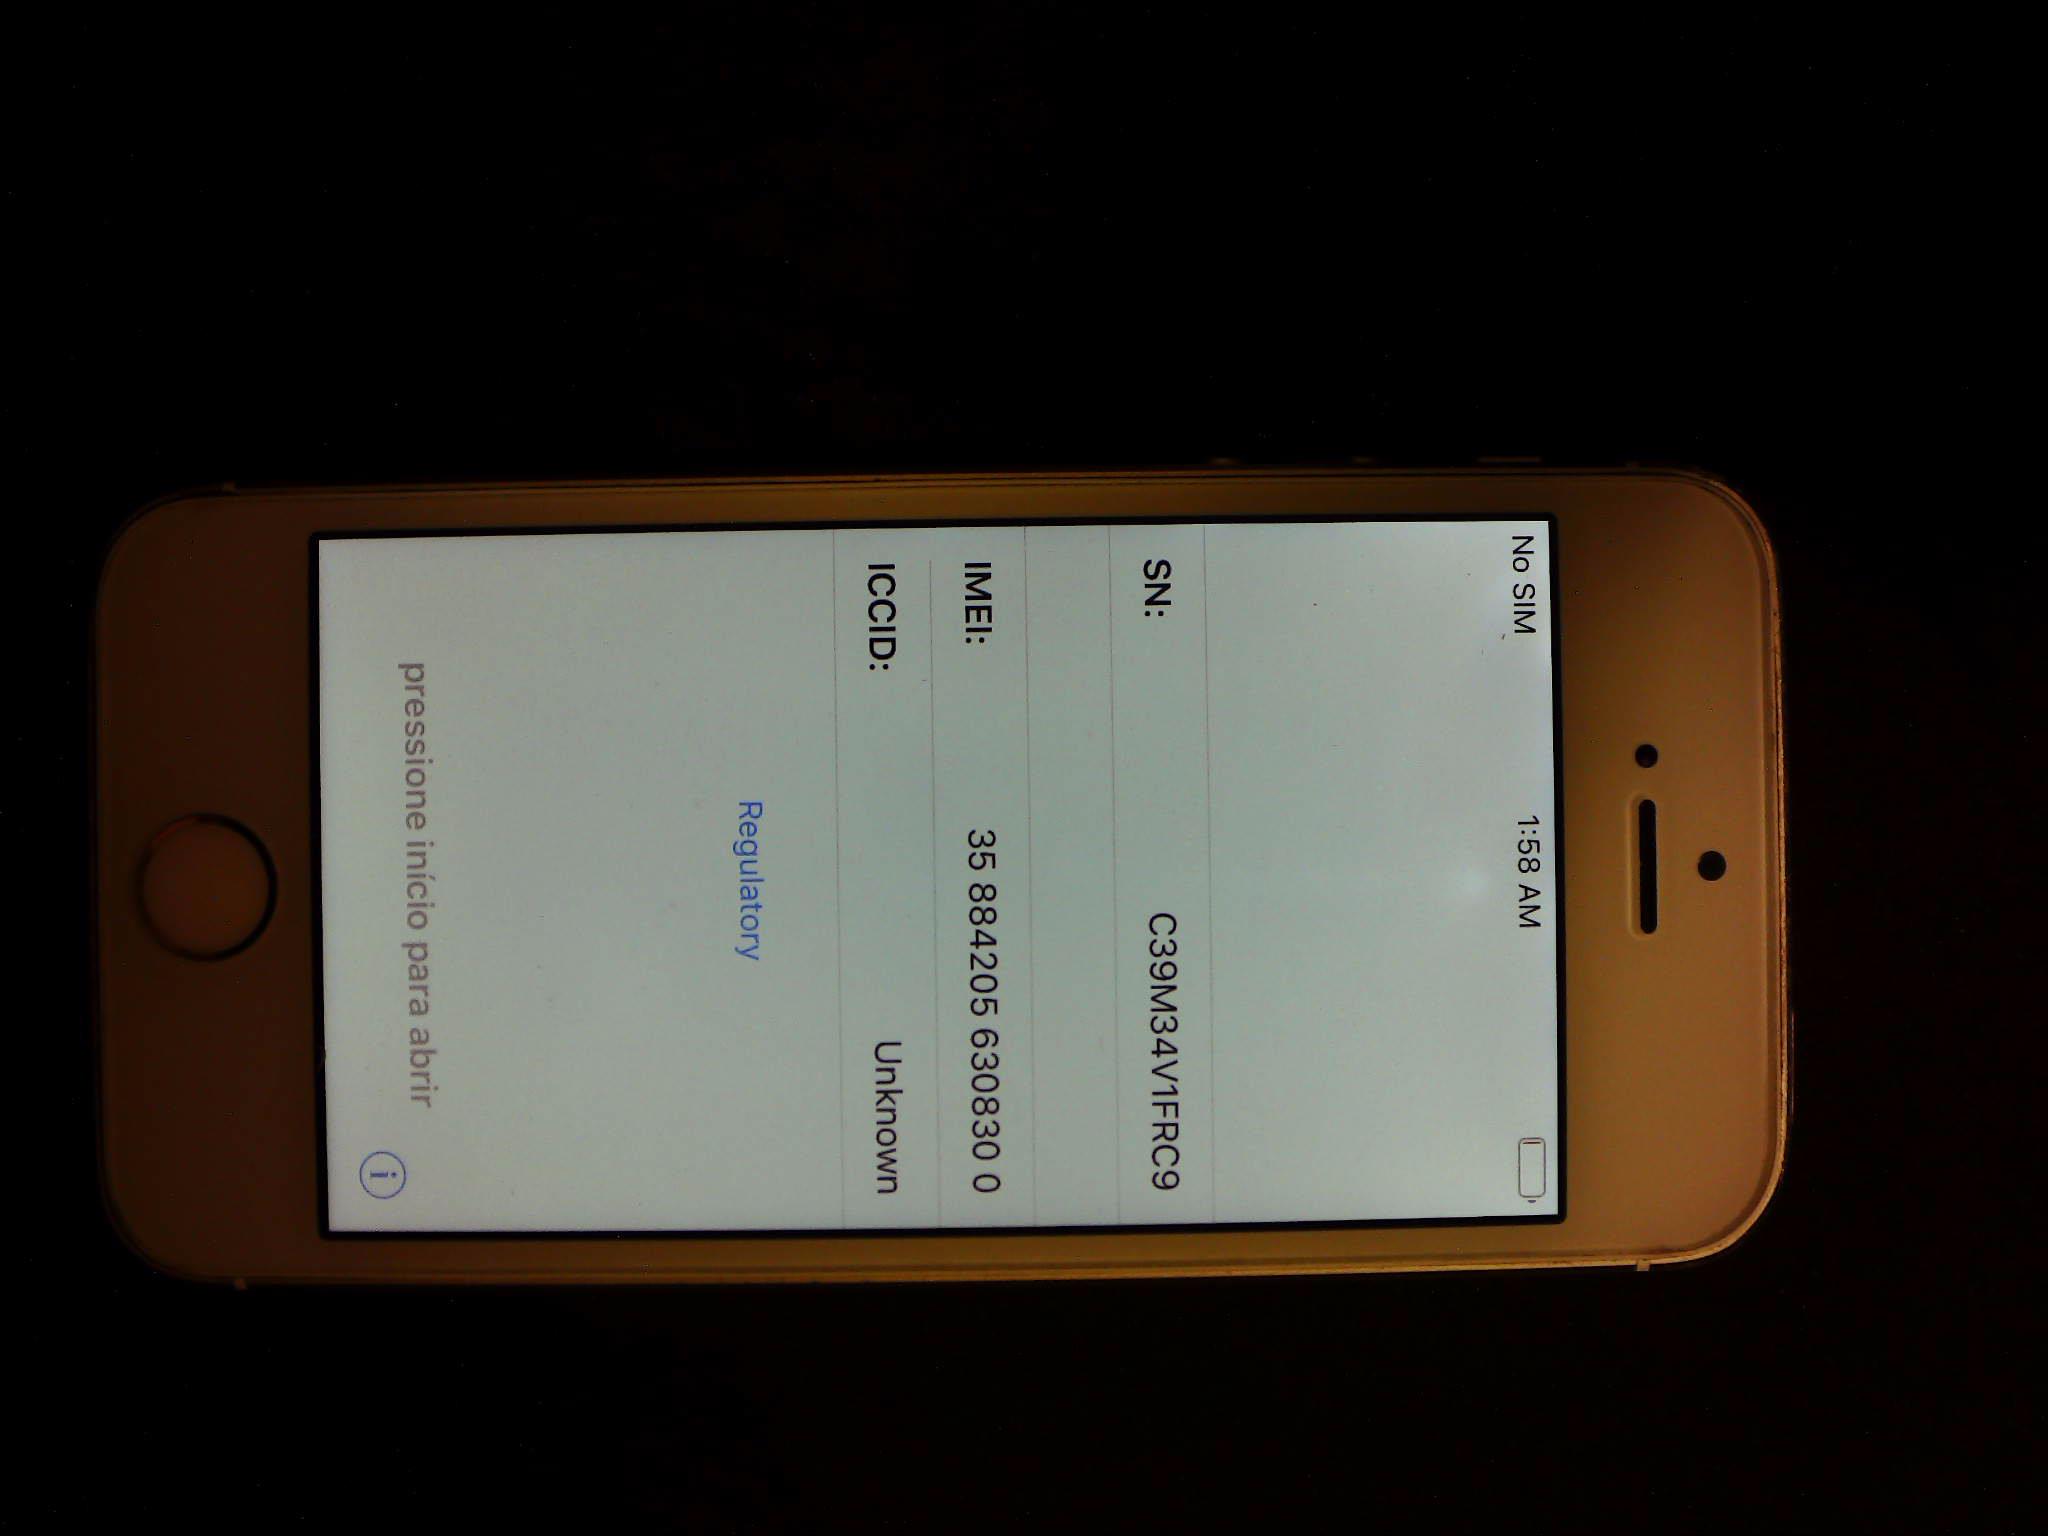 No SIM 1:58 AM
SN: C39M34V1FRC9
IMEI: 35 884205 630830 0
ICCID: Unknown
Regulatory
pressione início para abrir
i